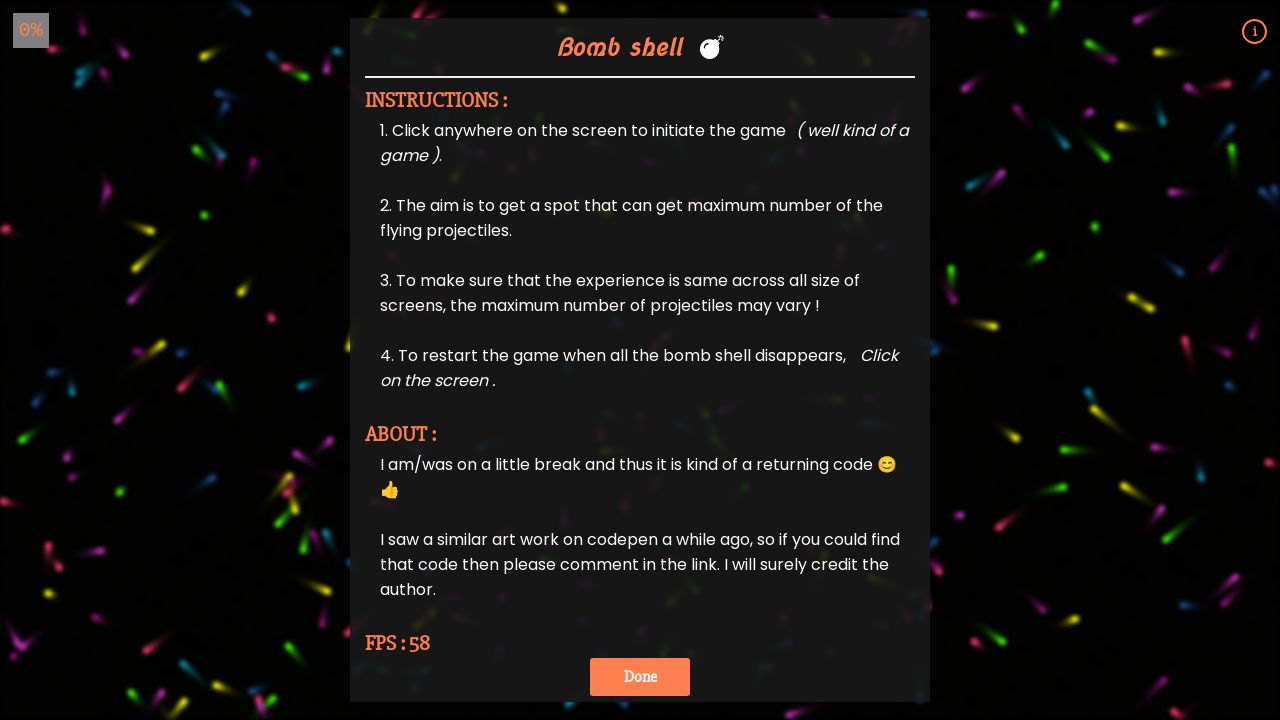 0%
i
Bomb shell 💣
INSTRUCTIONS :
1. Click anywhere on the screen to initiate the game ( well kind of a
game ).
2. The aim is to get a spot that can get maximum number of the
flying projectiles.
3. To make sure that the experience is same across all size of
screens, the maximum number of projectiles may vary !
4. To restart the game when all the bomb shell disappears, Click
on the screen .
ABOUT :
I am/was on a little break and thus it is kind of a returning code 😊
👍
I saw a similar art work on codepen a while ago, so if you could find
that code then please comment in the link. I will surely credit the
author.
FPS : 58
Done